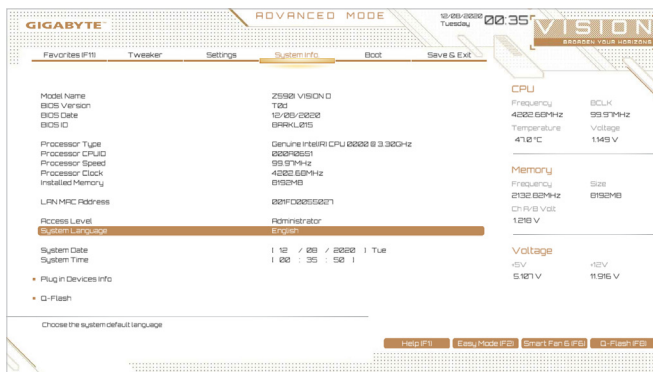 GIGABYTE™
ADVANCED MODE
12/08/2020
Tuesday
00:35
VISION
BROADEN YOUR HORIZONS
Favorites (F11) Tweaker Settings System Info. Boot Save & Exit
Model Name Z590I VISION D
BIOS Version T0d
BIOS Date 12/08/2020
BIOS ID 8ARKL015
Processor Type Genuine Intel(R) CPU 0000 @ 3.30GHz
Processor CPUID 000A0651
Processor Speed 99.97MHz
Processor Clock 4202.68MHz
Installed Memory 8192MB
LAN MAC Address 001FD0055027
Access Level Administrator
System Language English
System Date [ 12 / 08 / 2020 ] Tue
System Time [ 00 : 35 : 50 ]
Plug in Devices Info
Q-Flash
Choose the system default language
CPU
Frequency BCLK
4202.68MHz 99.97MHz
Temperature Voltage
47.0 °C 1.149 V
Memory
Frequency Size
2132.82MHz 8192MB
Ch A/B Volt
1.218 V
Voltage
+5V +12V
5.107 V 11.916 V
Help (F1) Easy Mode (F2) Smart Fan 6 (F6) Q-Flash (F8)